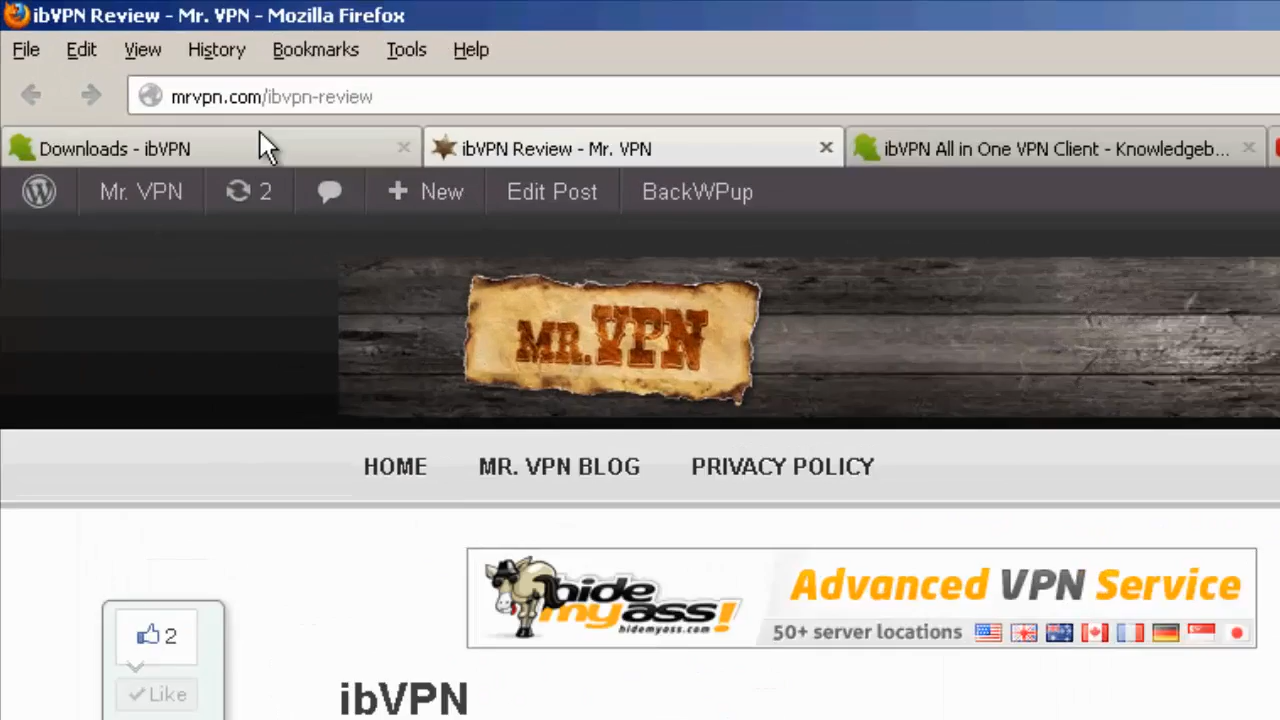 ibVPN Review - Mr. VPN - Mozilla Firefox
File Edit View History Bookmarks Tools Help
mrvpn.com/ibvpn-review
Downloads - ibVPN
ibVPN Review - Mr. VPN
ibVPN All in One VPN Client - Knowledgeb...
Mr. VPN 2 New Edit Post BackWPup
MR. VPN
HOME MR. VPN BLOG PRIVACY POLICY
hide my ass!
hidemyass.com
Advanced VPN Service
50+ server locations
2
Like
ibVPN